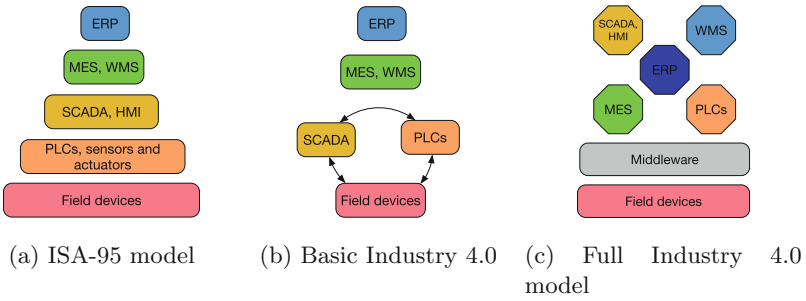 ERP
MES, WMS
SCADA, HMI
PLCs, sensors and
actuators
Field devices
(a) ISA-95 model
ERP
MES, WMS
SCADA
PLCs
Field devices
(b) Basic Industry 4.0
SCADA,
HMI
WMS
ERP
MES
PLCs
Middleware
Field devices
(c) Full Industry 4.0
model